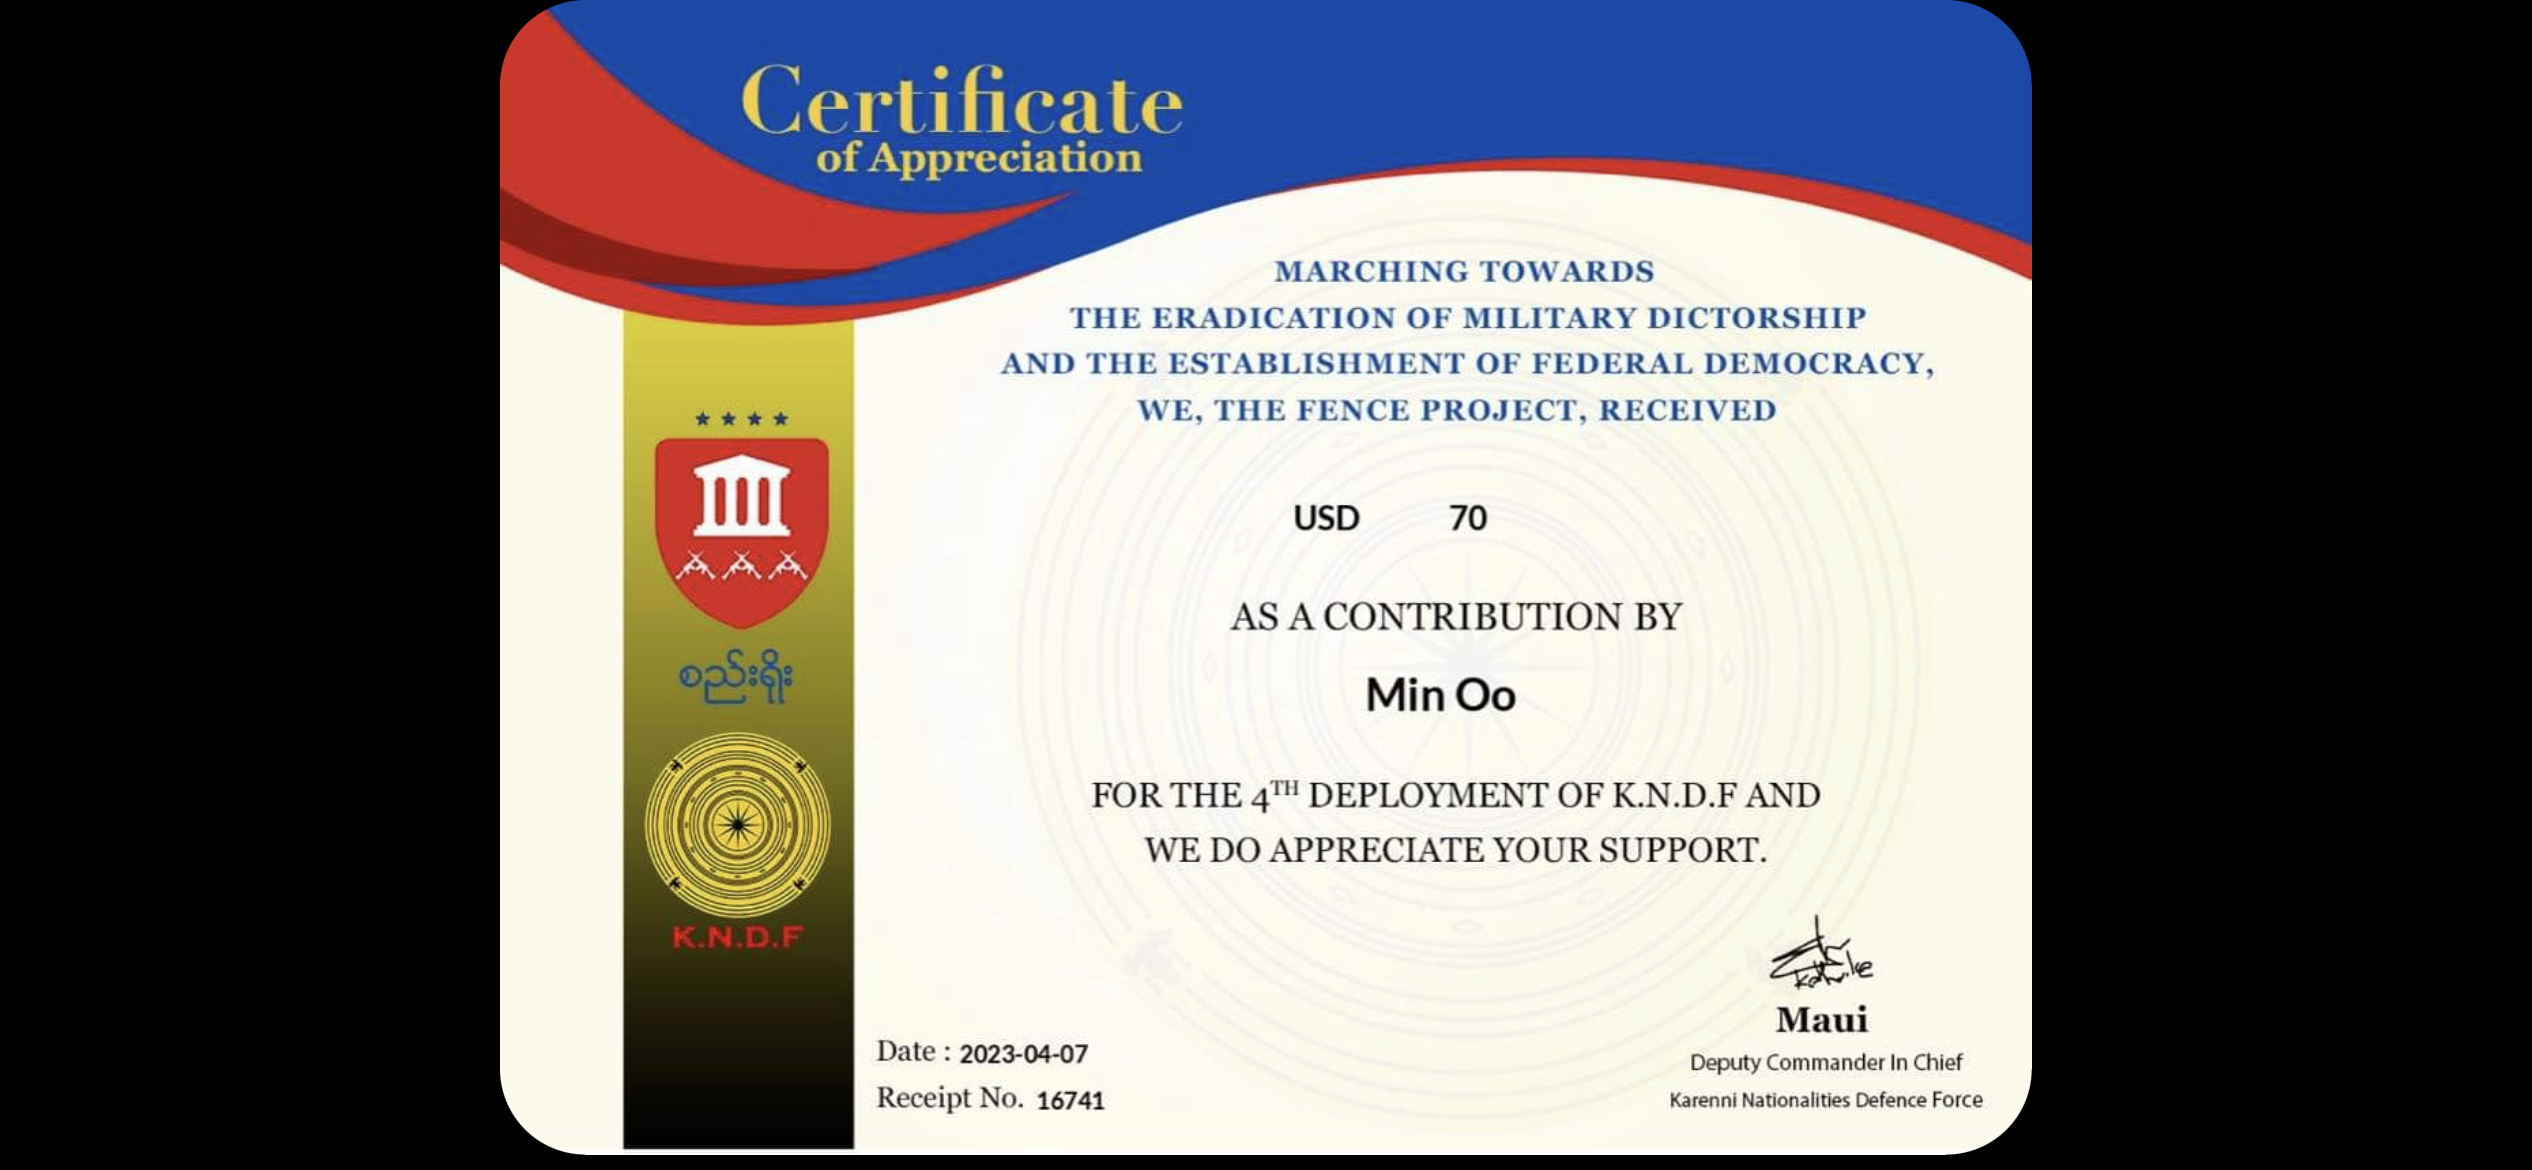 Certificate
of Appreciation
MARCHING TOWARDS
THE ERADICATION OF MILITARY DICTORSHIP
AND THE ESTABLISHMENT OF FEDERAL DEMOCRACY,
WE, THE FENCE PROJECT, RECEIVED
USD 70
AS A CONTRIBUTION BY
Min Oo
FOR THE 4TH DEPLOYMENT OF K.N.D.F AND
WE DO APPRECIATE YOUR SUPPORT.
စည်းရိုး
K.N.D.F
Date : 2023-04-07
Receipt No. 16741
Maui
Deputy Commander In Chief
Karenni Nationalities Defence Force